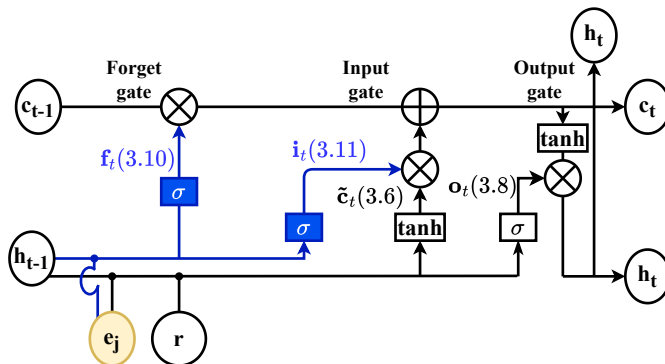 h_t
Forget gate
Input gate
Output gate
c_{t-1}
c_t
tanh
f_t(3.10)
i_t(3.11)
c̃_t(3.6)
o_t(3.8)
σ
σ
tanh
σ
h_{t-1}
h_t
e_j
r